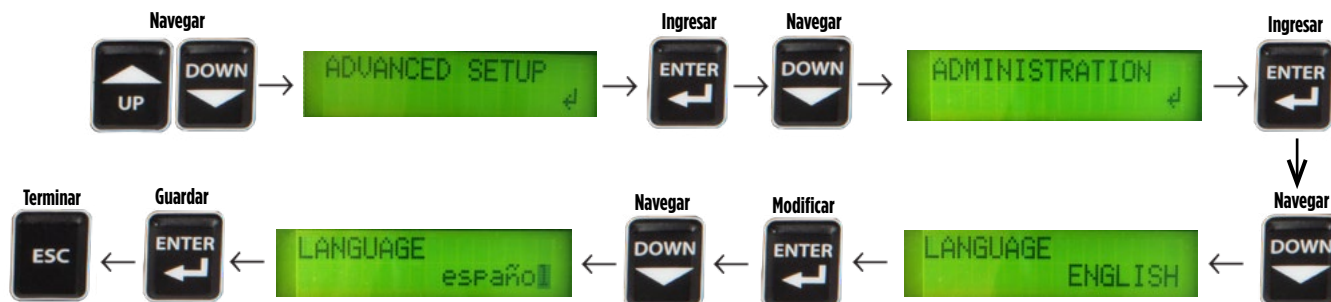 Navegar
UP
DOWN
ADVANCED SETUP
Ingresar
ENTER
Navegar
DOWN
ADMINISTRATION
Ingresar
ENTER
Navegar
DOWN
LANGUAGE
ENGLISH
Modificar
ENTER
Navegar
DOWN
LANGUAGE
español
Guardar
ENTER
Terminar
ESC